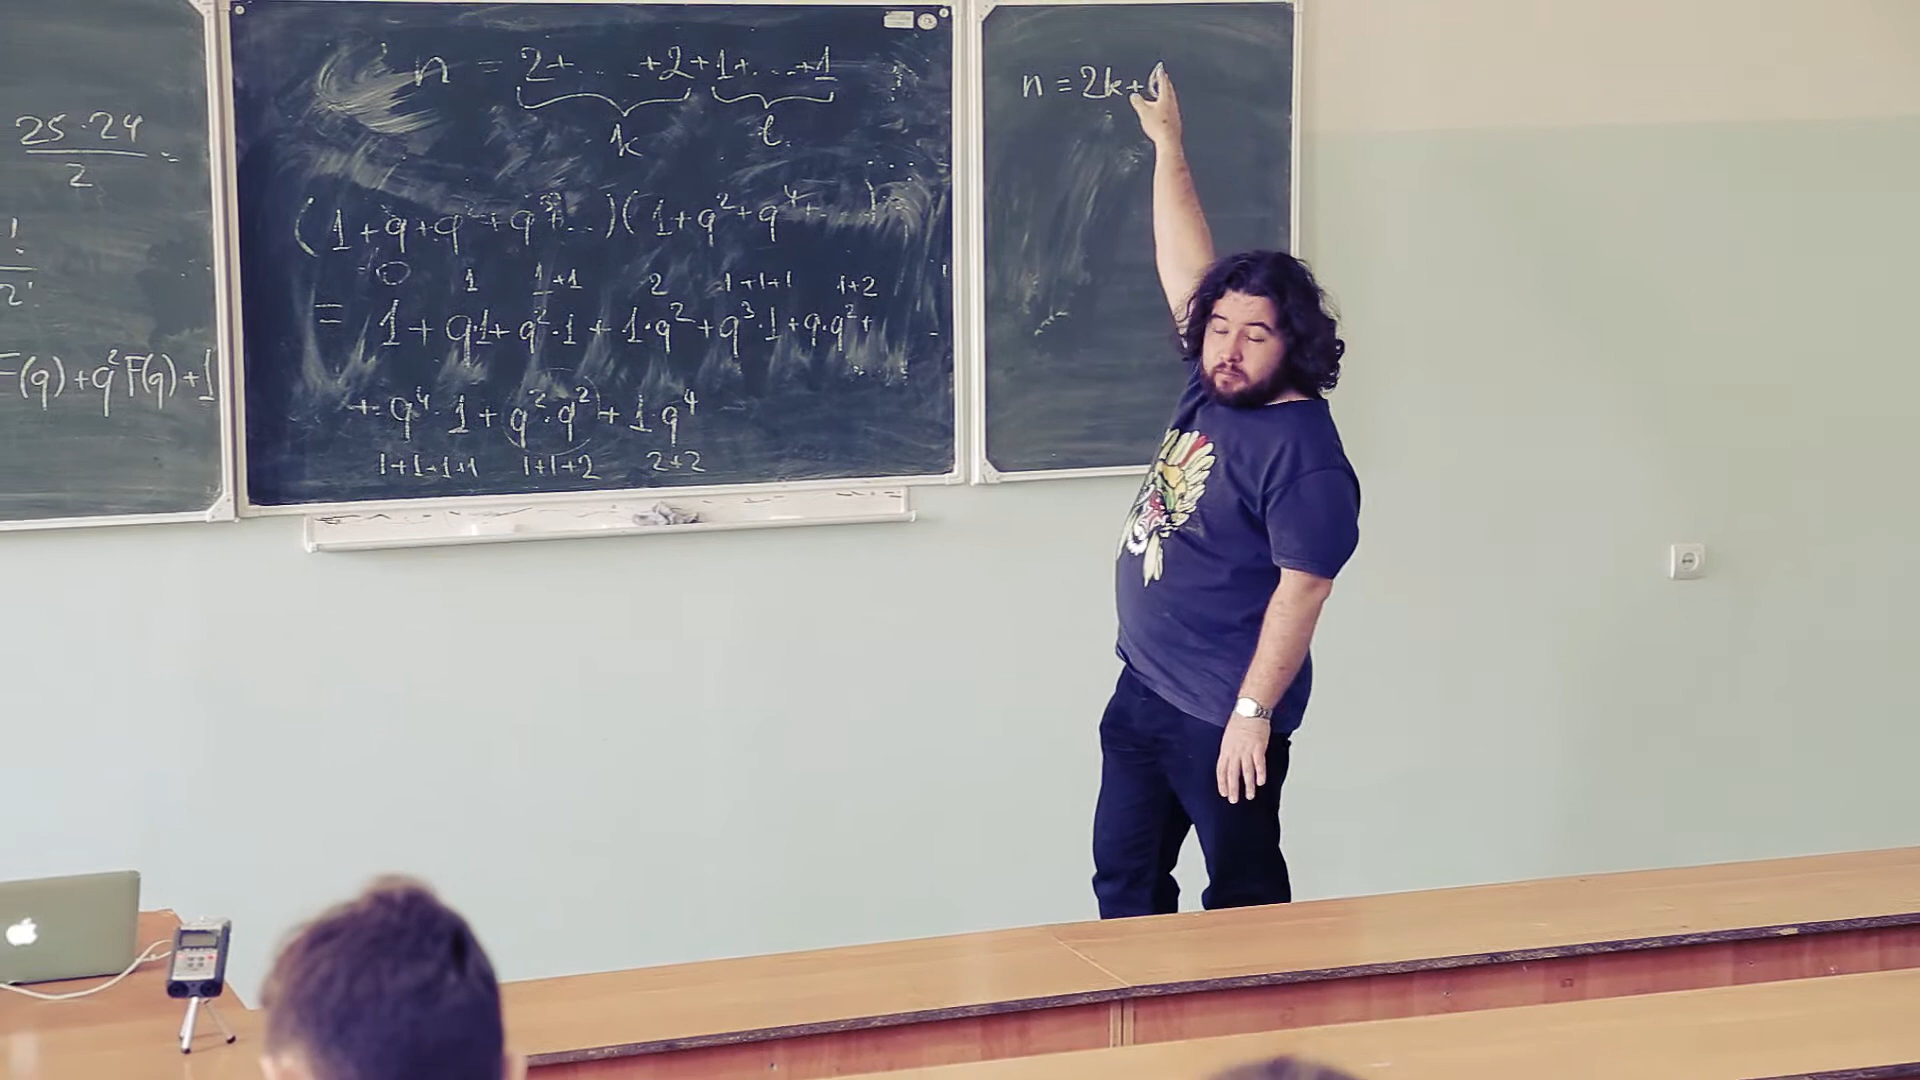 25·24
2
!
2!
F(q)+q²F(q)+1
n = 2+...+2+1+...+1
k l
(1+q+q²+q³+...)(1+q²+q⁴+...)
0 1 1+1 2 1+1+1 1+2
= 1+q·1+q²·1+1·q²+q³·1+q·q²+
+q⁴·1+q²·q²+1·q⁴
1+1+1+1 1+1+2 2+2
n = 2k+